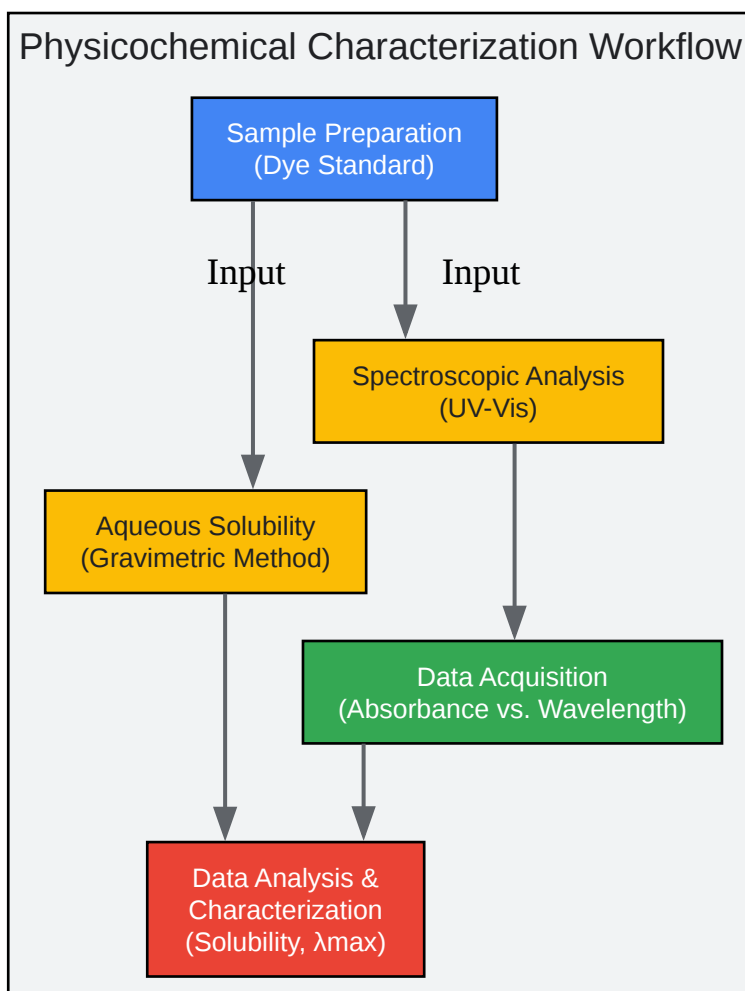 Physicochemical Characterization Workflow
Sample Preparation
(Dye Standard)
Input
Input
Spectroscopic Analysis
(UV-Vis)
Aqueous Solubility
(Gravimetric Method)
Data Acquisition
(Absorbance vs. Wavelength)
Data Analysis &
Characterization
(Solubility, λmax)